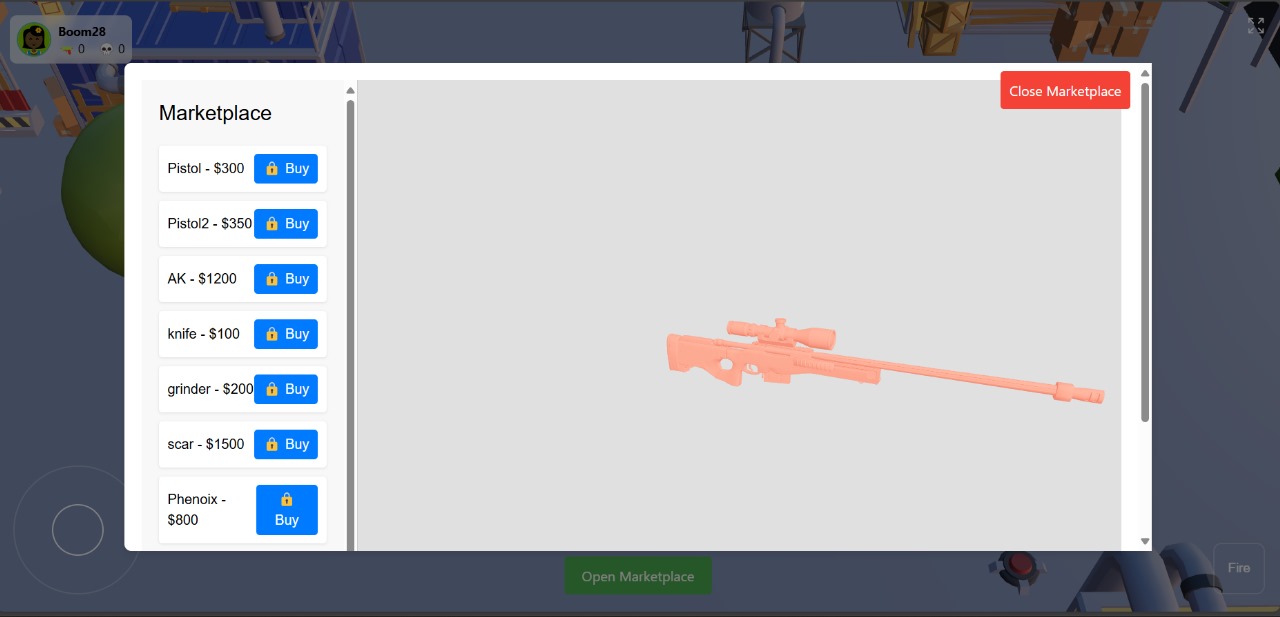 Boom28
0 0
Close Marketplace
Marketplace
Pistol - $300 Buy
Pistol2 - $350 Buy
AK - $1200 Buy
knife - $100 Buy
grinder - $200 Buy
scar - $1500 Buy
Phenoix -
$800
Buy
Open Marketplace
Fire